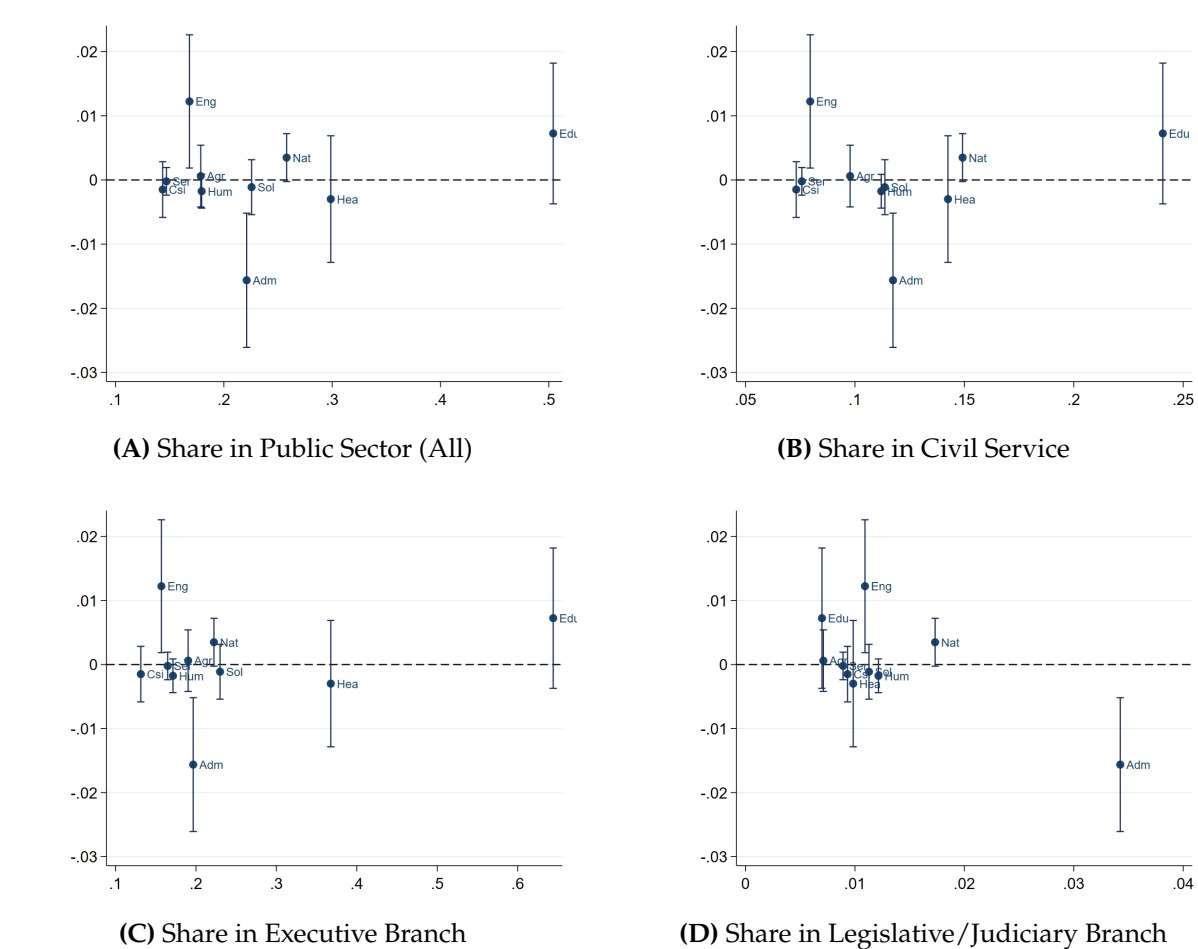 .02
.01
0
-.01
-.02
-.03
Eng
Edu
Nat
Ser
Csi
Agr
Hum
Sol
Hea
Adm
.1 .2 .3 .4 .5
(A) Share in Public Sector (All)
.02
.01
0
-.01
-.02
-.03
Eng
Edu
Nat
Ser
Csi
Agr
Sol
Hum
Hea
Adm
.05 .1 .15 .2 .25
(B) Share in Civil Service
.02
.01
0
-.01
-.02
-.03
Eng
Edu
Nat
Csi
Ser
Hum
Agr
Sol
Hea
Adm
.1 .2 .3 .4 .5 .6
(C) Share in Executive Branch
.02
.01
0
-.01
-.02
-.03
Edu
Eng
Nat
Agr
Ser
Csi
Hea
Sol
Hum
Adm
0 .01 .02 .03 .04
(D) Share in Legislative/Judiciary Branch